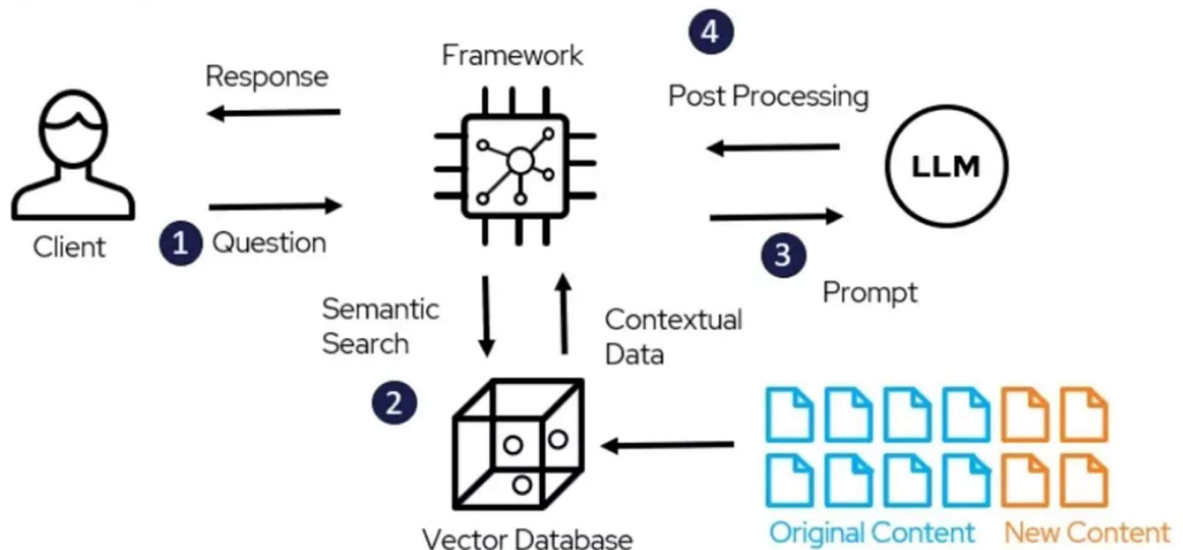 4
Framework
Response
Post Processing
LLM
Client
1 Question
3
Prompt
Semantic
Search
Contextual
Data
2
Original Content
New Content
Vector Database